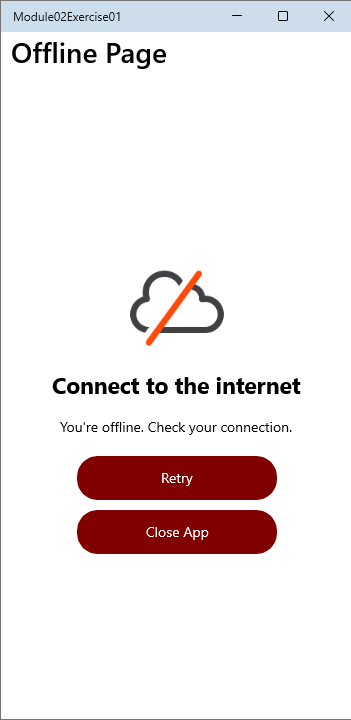 Module02Exercise01
Offline Page
Connect to the internet
You're offline. Check your connection.
Retry
Close App